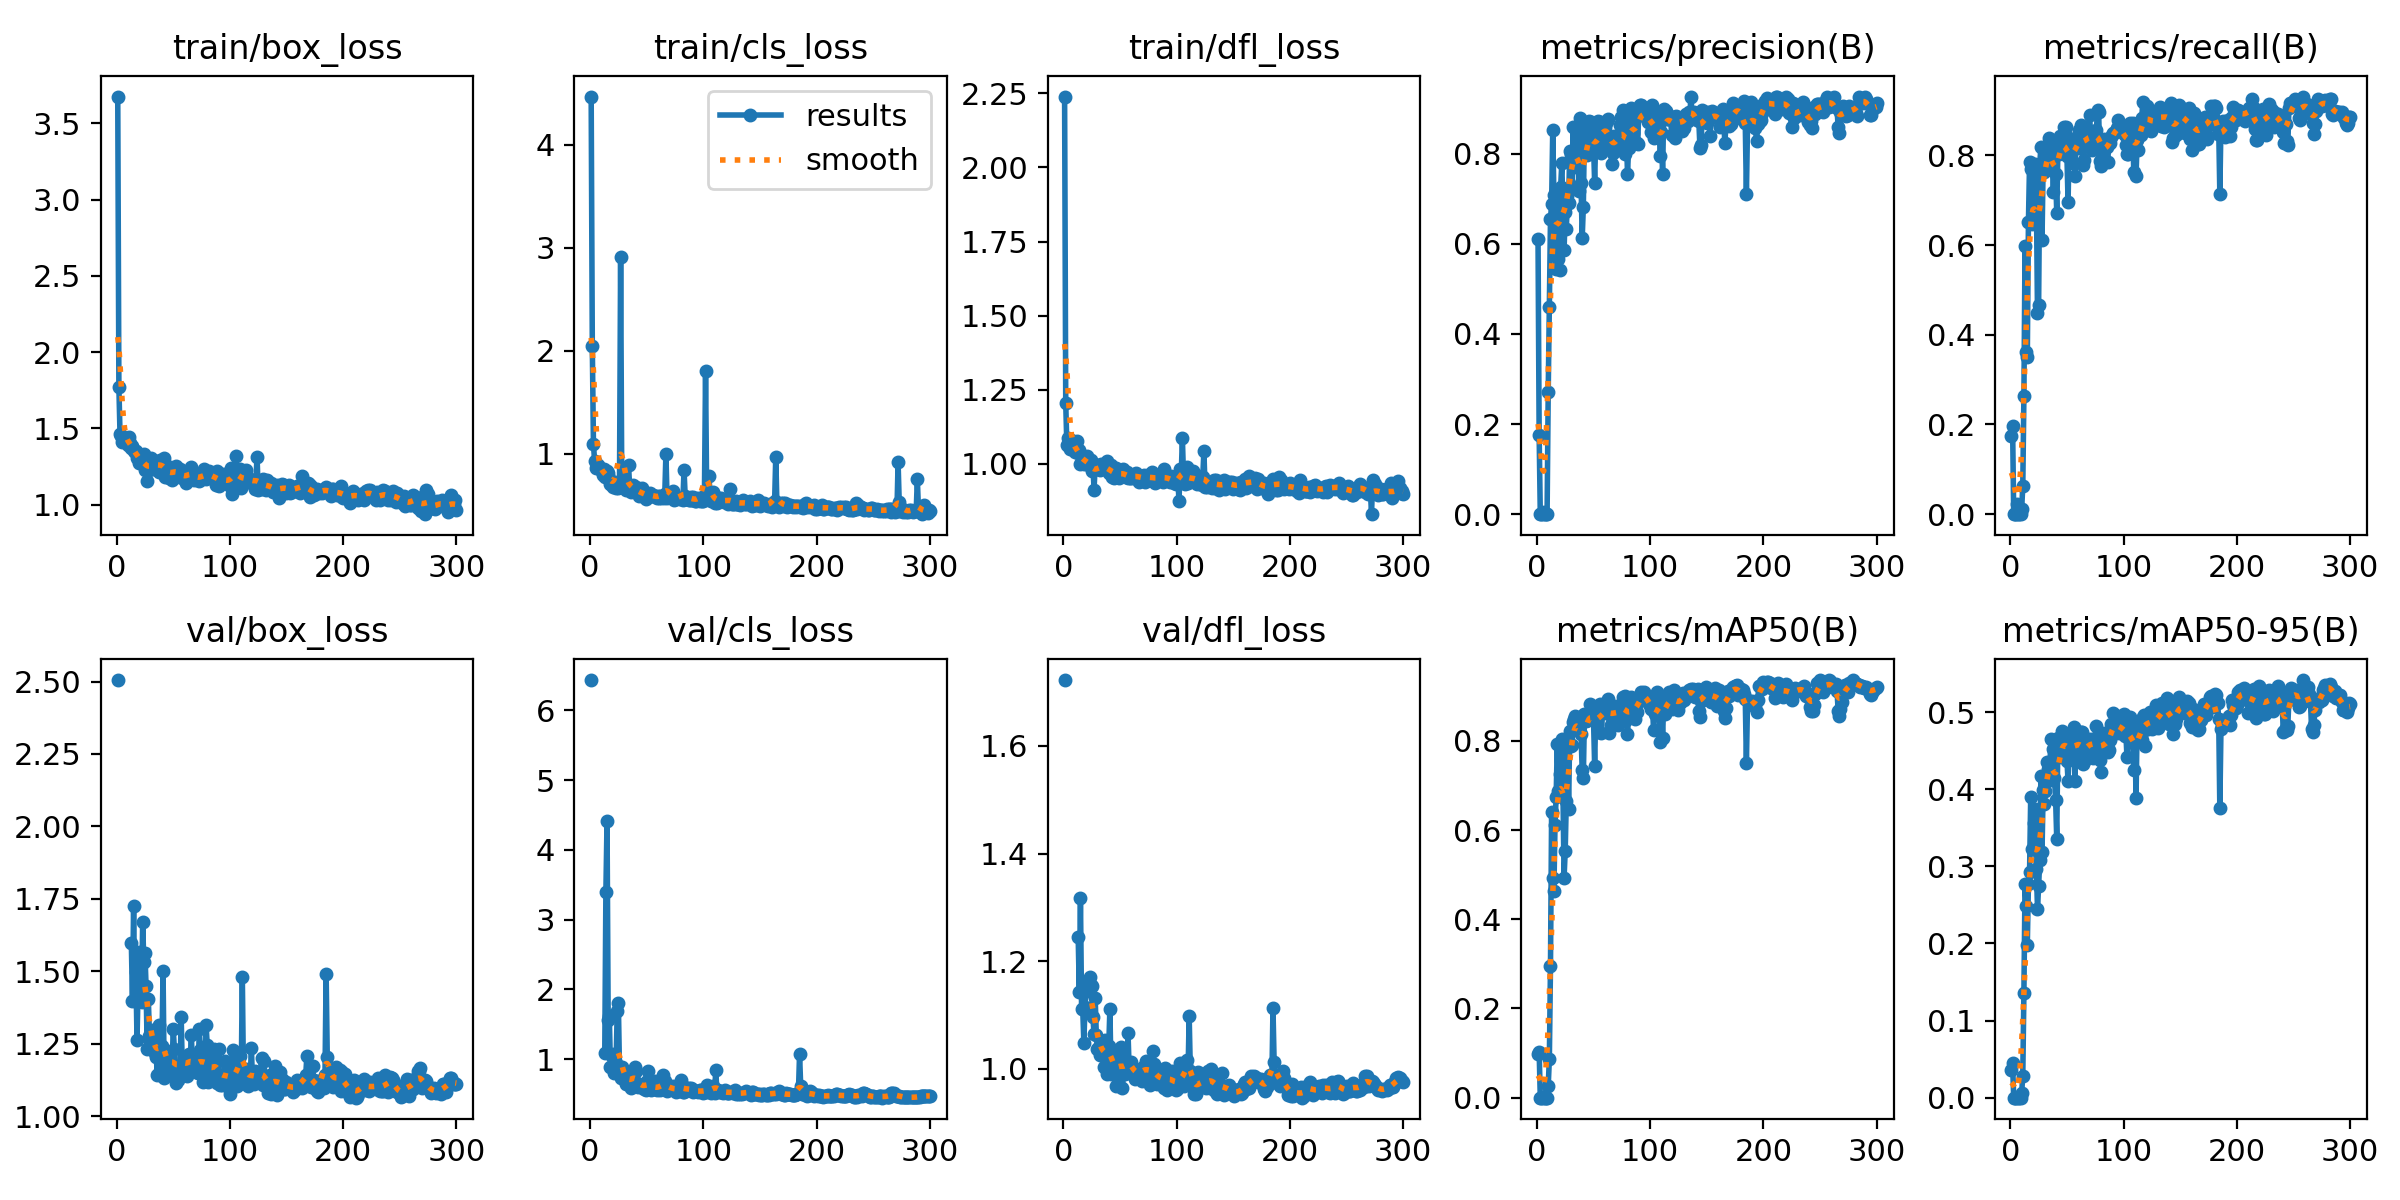 train/box_loss
train/cls_loss
train/dfl_loss
metrics/precision(B)
metrics/recall(B)
3.5
3.0
2.5
2.0
1.5
1.0
0 100 200 300
results
smooth
4
3
2
1
0 100 200 300
2.25
2.00
1.75
1.50
1.25
1.00
0 100 200 300
0.8
0.6
0.4
0.2
0.0
0 100 200 300
0.8
0.6
0.4
0.2
0.0
0 100 200 300
val/box_loss
val/cls_loss
val/dfl_loss
metrics/mAP50(B)
metrics/mAP50-95(B)
2.50
2.25
2.00
1.75
1.50
1.25
1.00
0 100 200 300
6
5
4
3
2
1
0 100 200 300
1.6
1.4
1.2
1.0
0 100 200 300
0.8
0.6
0.4
0.2
0.0
0 100 200 300
0.5
0.4
0.3
0.2
0.1
0.0
0 100 200 300